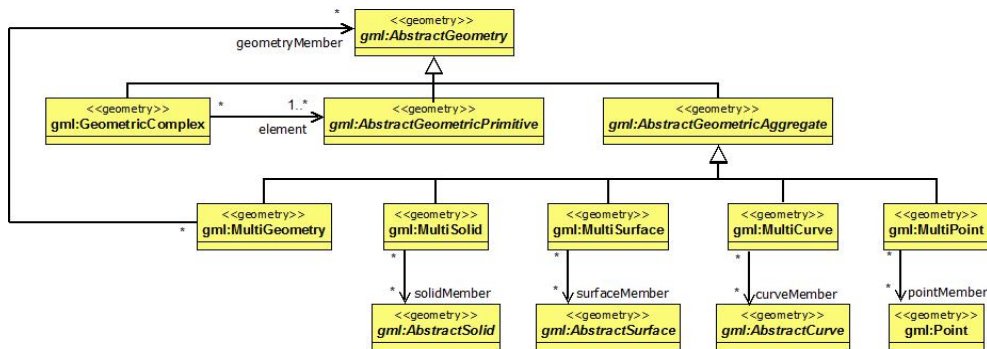 <<geometry>>
gml:AbstractGeometry
*
geometryMember
<<geometry>>
gml:GeometricComplex
*
1..*
element
<<geometry>>
gml:AbstractGeometricPrimitive
<<geometry>>
gml:AbstractGeometricAggregate
<<geometry>>
gml:MultiGeometry
*
<<geometry>>
gml:MultiSolid
<<geometry>>
gml:MultiSurface
<<geometry>>
gml:MultiCurve
<<geometry>>
gml:MultiPoint
*
* solidMember
*
* surfaceMember
*
* curveMember
*
* pointMember
<<geometry>>
gml:AbstractSolid
<<geometry>>
gml:AbstractSurface
<<geometry>>
gml:AbstractCurve
<<geometry>>
gml:Point